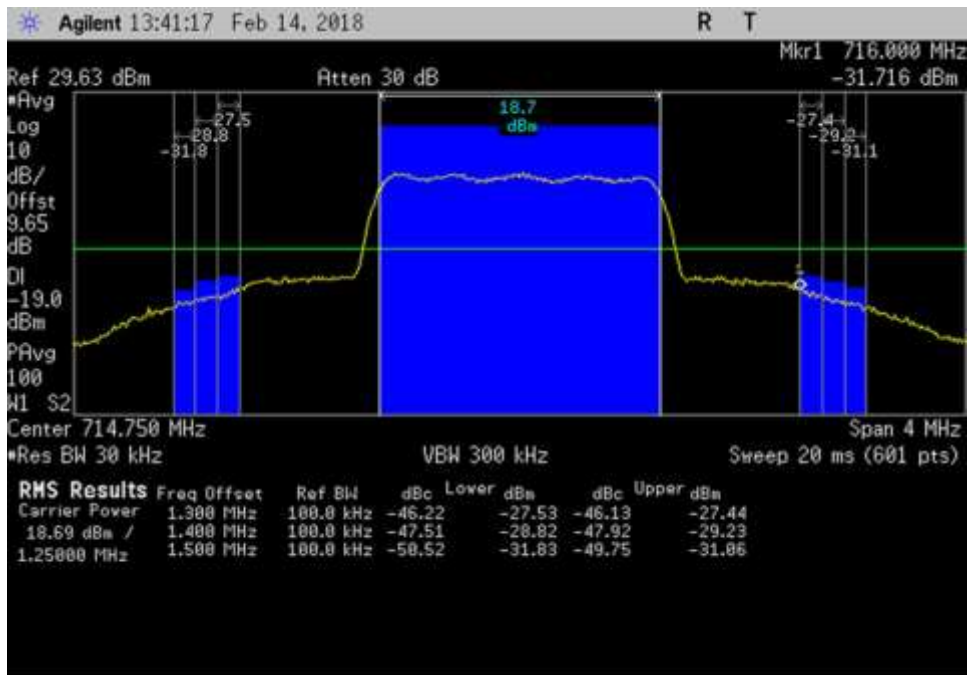 Agilent 13:41:17 Feb 14, 2018 R T
Mkr1 716.000 MHz
Ref 29.63 dBm Atten 30 dB -31.716 dBm
*Avg
Log
10
dB/
Offst
9.65
dB
DI
-19.0
dBm
PAvg
100
W1 S2
18.7
dBm
-27.5
-28.8
-31.8
-27.4
-29.2
-31.1
1
Center 714.750 MHz Span 4 MHz
*Res BW 30 kHz VBW 300 kHz Sweep 20 ms (601 pts)
RMS Results Freq Offset Ref BW dBc Lower dBm dBc Upper dBm
Carrier Power 1.300 MHz 100.0 kHz -46.22 -27.53 -46.13 -27.44
18.69 dBm / 1.400 MHz 100.0 kHz -47.51 -28.82 -47.92 -29.23
1.25000 MHz 1.500 MHz 100.0 kHz -50.52 -31.83 -49.75 -31.06